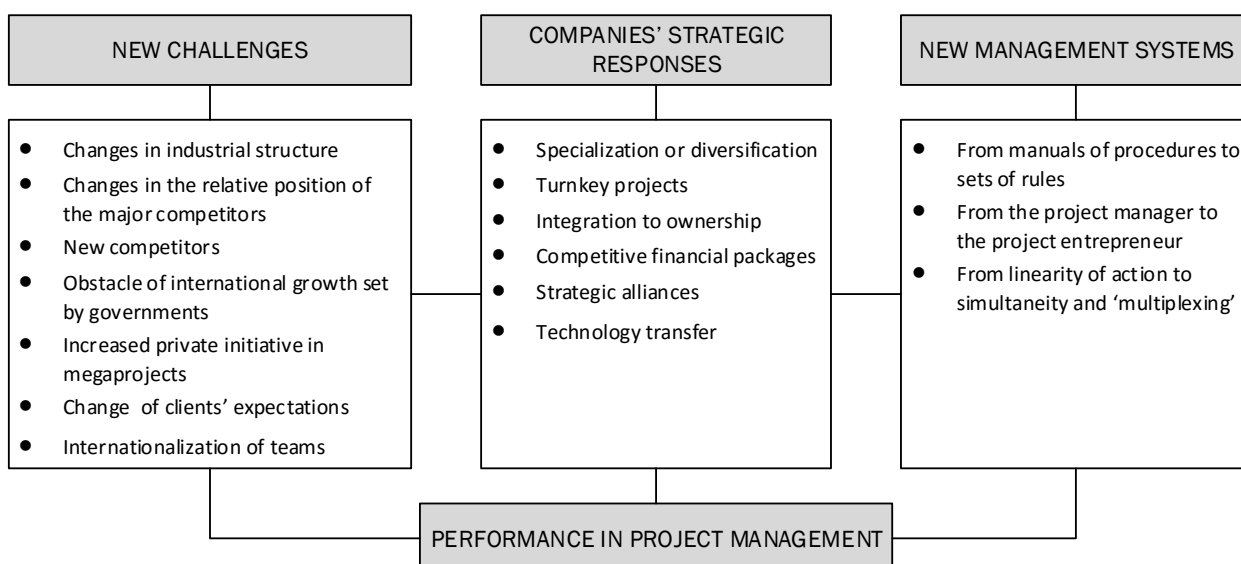 NEW CHALLENGES
Changes in industrial structure
Changes in the relative position of
the major competitors
New competitors
Obstacle of international growth set
by governments
Increased private initiative in
megaprojects
Change of clients’ expectations
Internationalization of teams
COMPANIES’ STRATEGIC
RESPONSES
Specialization or diversification
Turnkey projects
Integration to ownership
Competitive financial packages
Strategic alliances
Technology transfer
NEW MANAGEMENT SYSTEMS
From manuals of procedures to
sets of rules
From the project manager to
the project entrepreneur
From linearity of action to
simultaneity and ‘multiplexing’
PERFORMANCE IN PROJECT MANAGEMENT